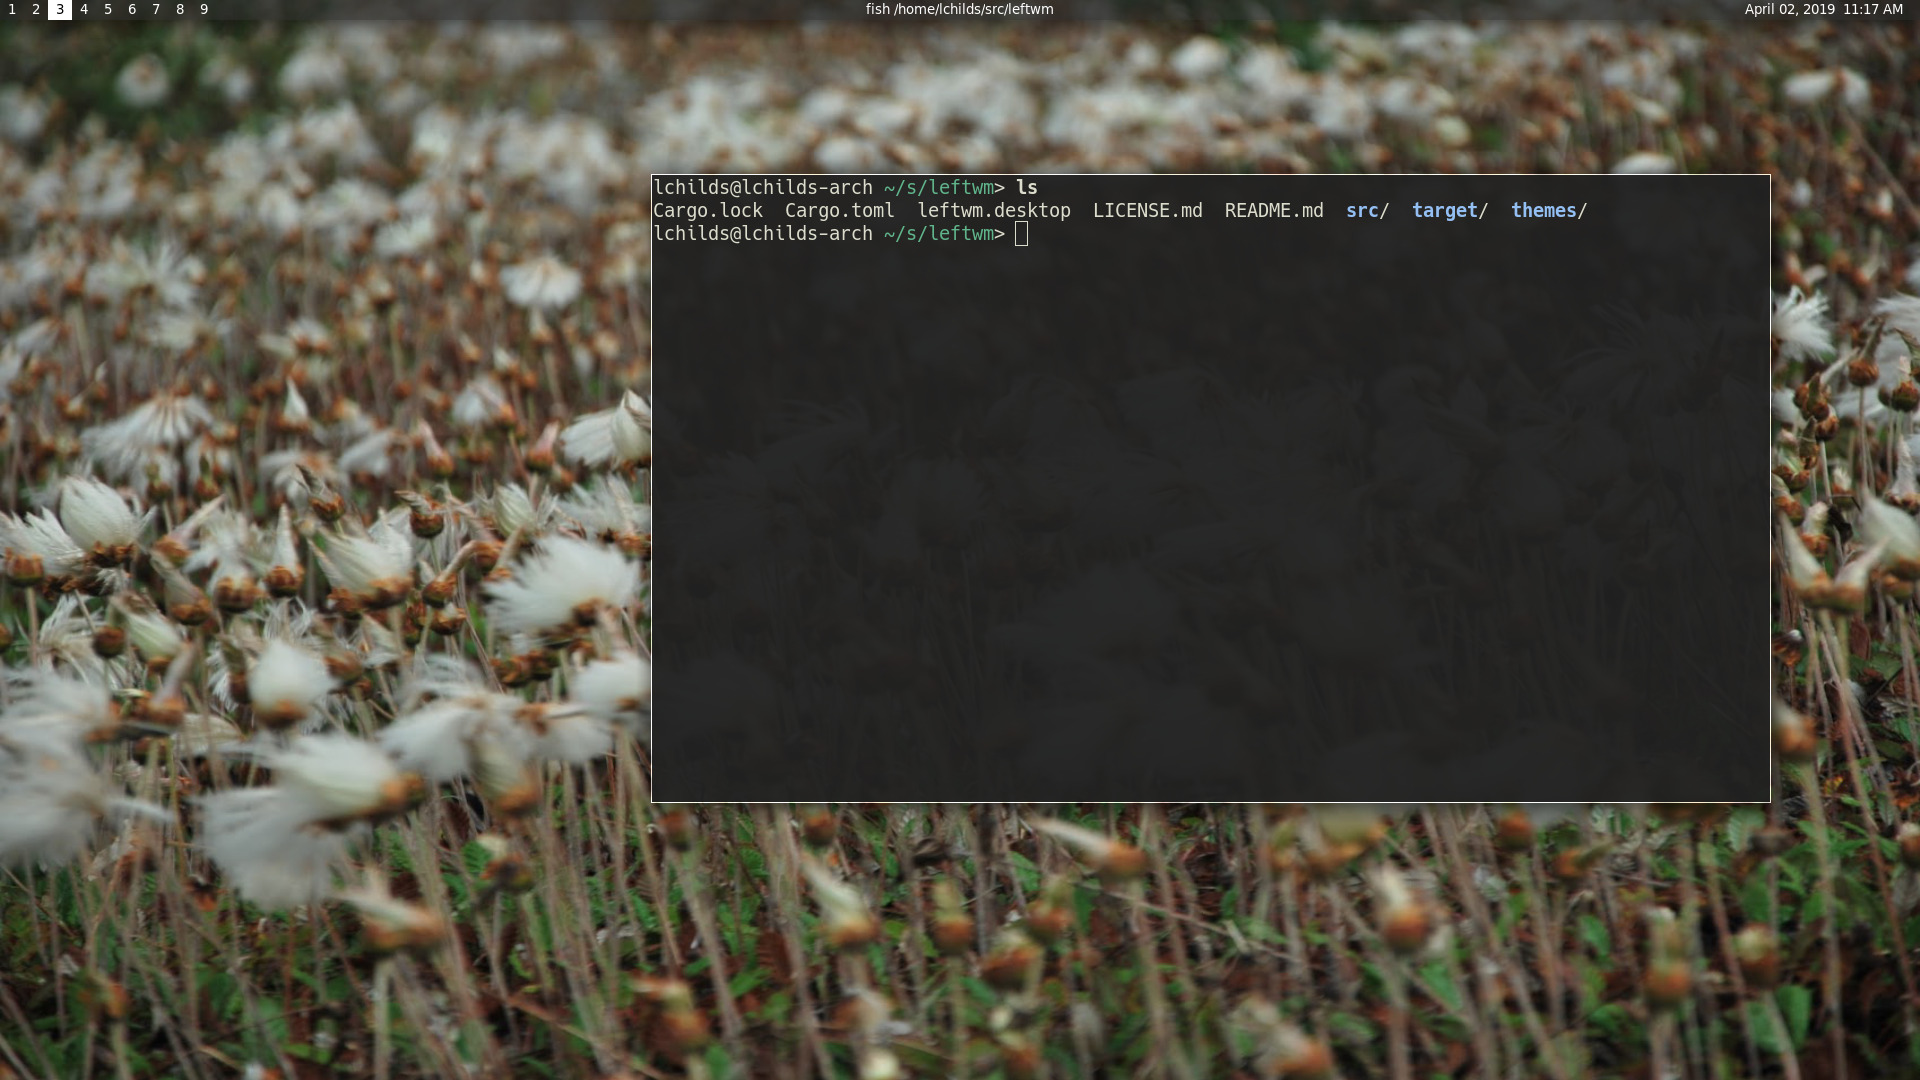 1 2 3 4 5 6 7 8 9 fish /home/lchilds/src/leftwm April 02, 2019 11:17 AM
lchilds@lchilds-arch ~/s/leftwm> ls
Cargo.lock Cargo.toml leftwm.desktop LICENSE.md README.md src/ target/ themes/
lchilds@lchilds-arch ~/s/leftwm>